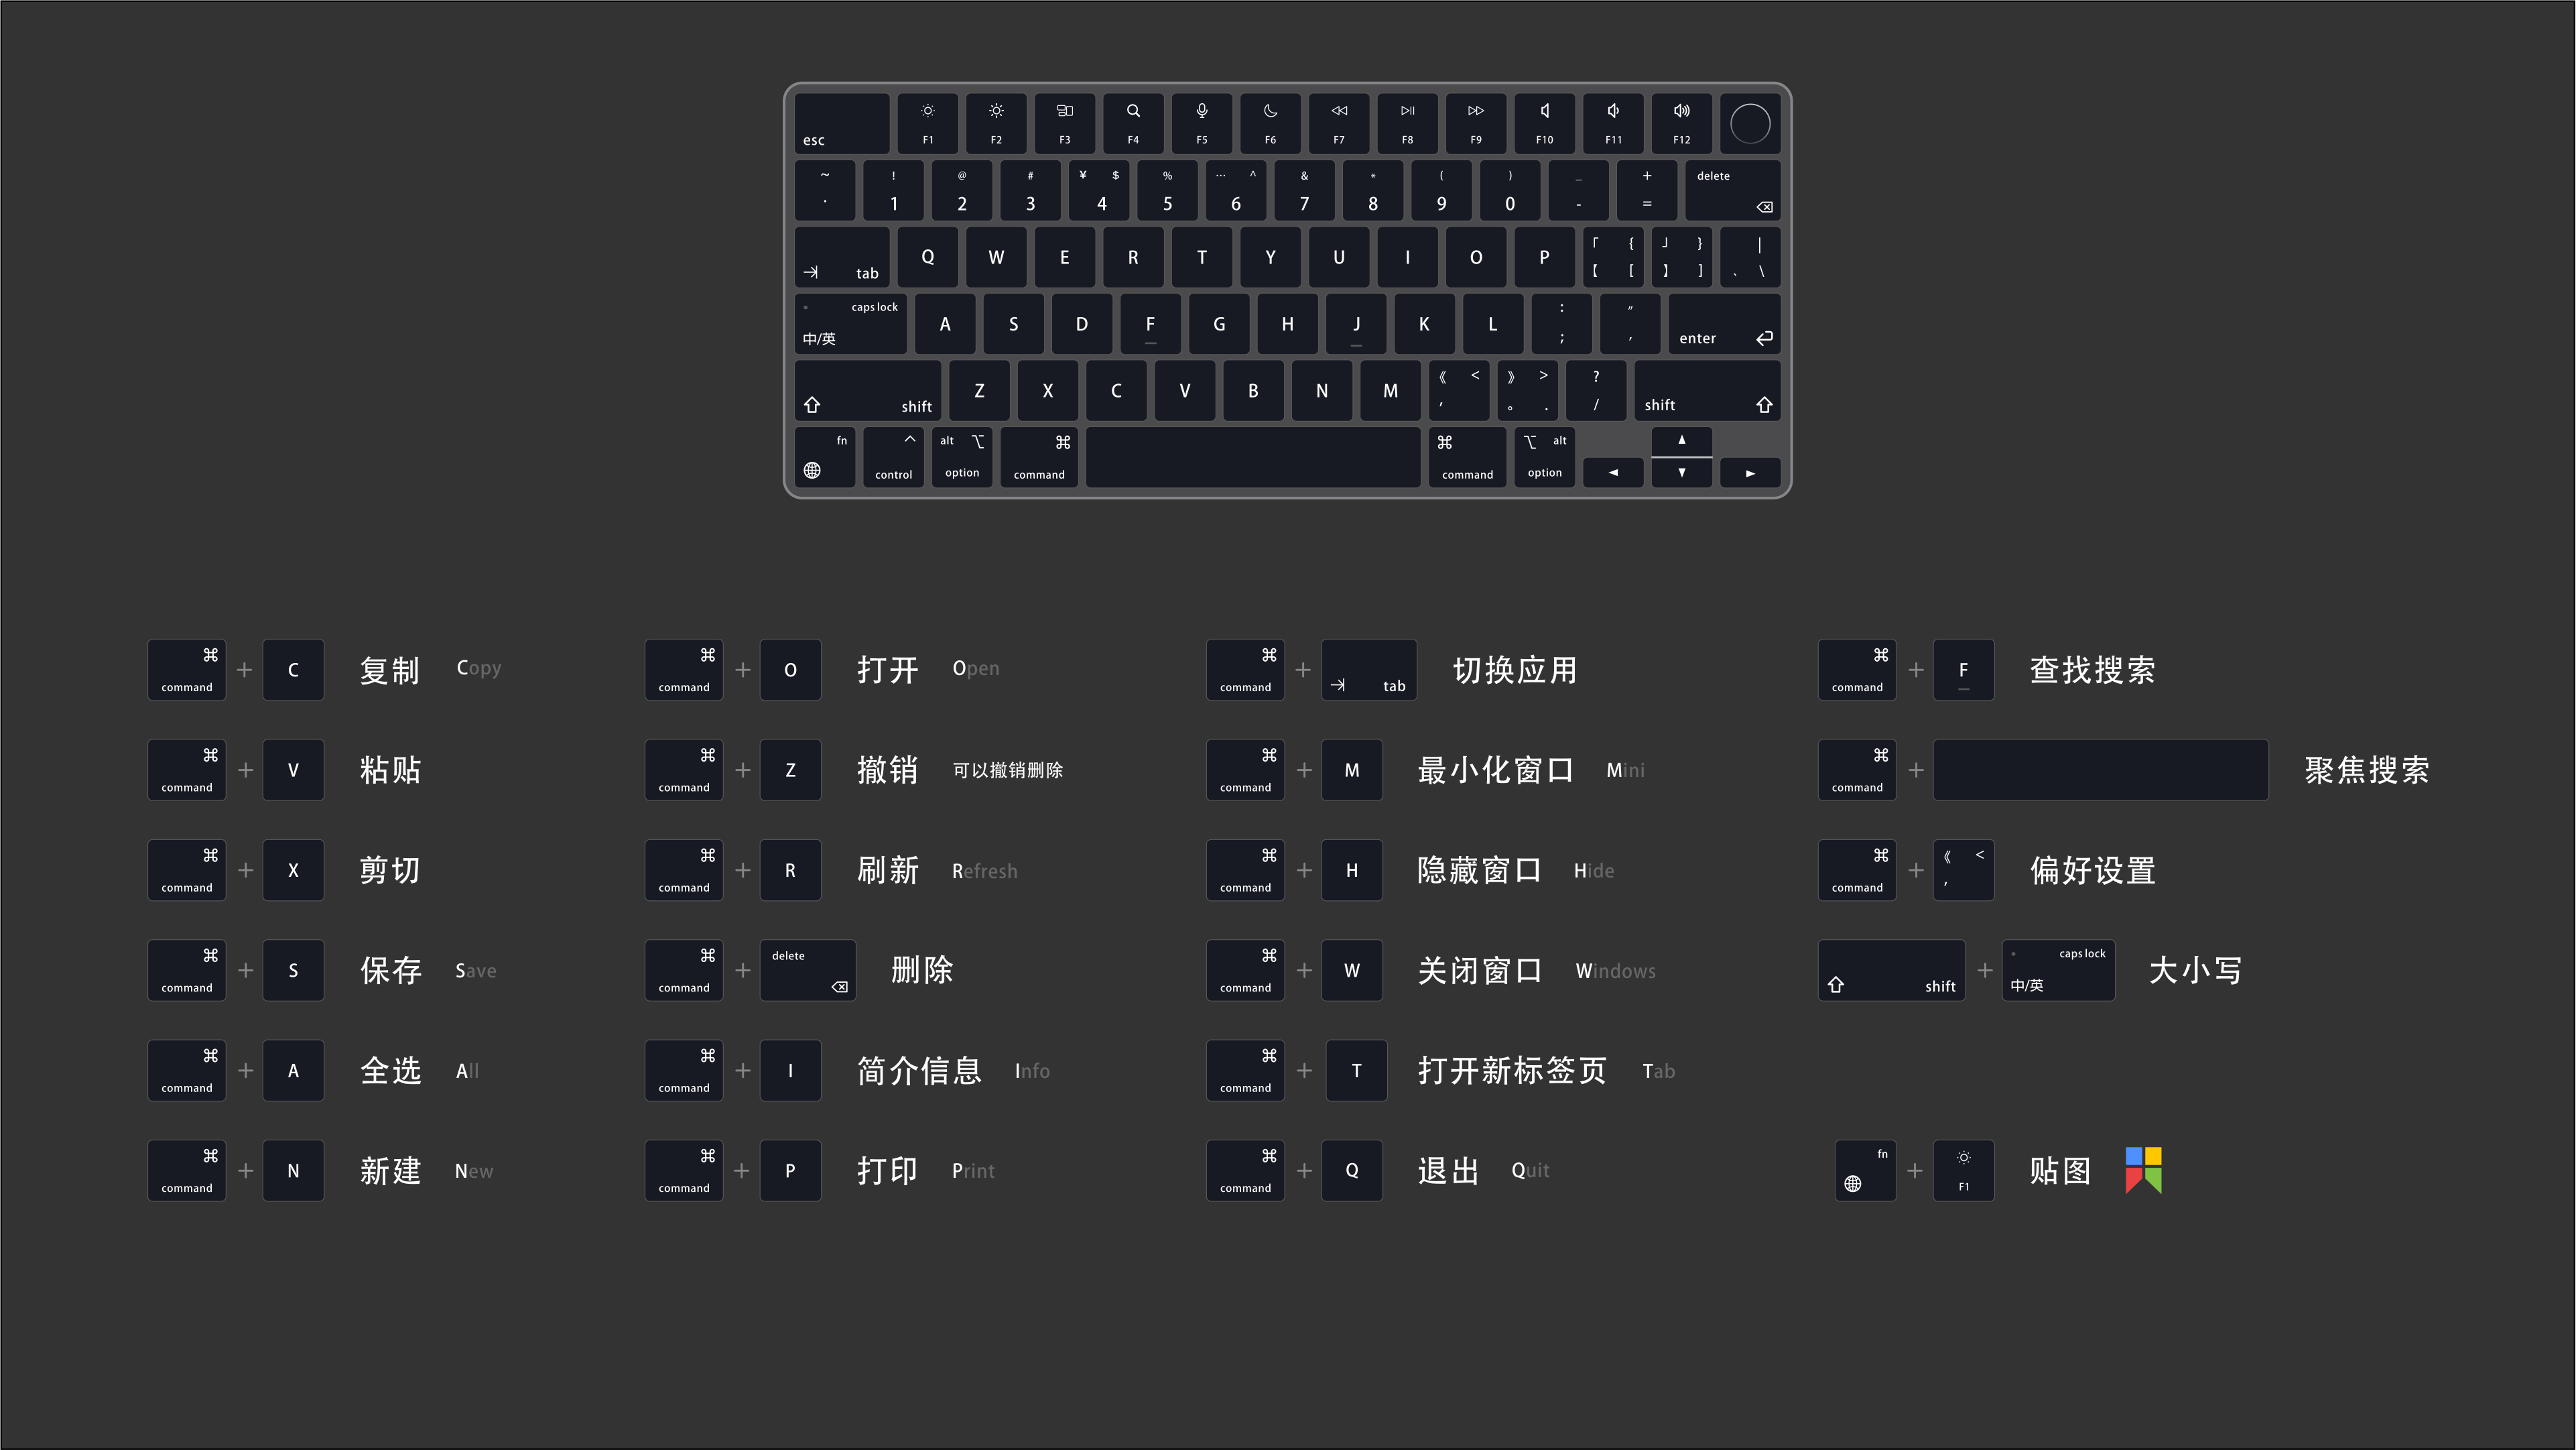 esc F1 F2 F3 F4 F5 F6 F7 F8 F9 F10 F11 F12
~ · ! 1 @ 2 # 3 ¥ $ 4 % 5 … ^ 6 & 7 * 8 ( 9 ) 0 _ - + = delete
tab Q W E R T Y U I O P 「 { 【 [ 」 } 】 ] | 、 \
caps lock 中/英 A S D F G H J K L : ; " ' enter
shift Z X C V B N M 《 < , 》 > 。 . ? / shift
fn ^ control alt ⌥ option ⌘ command ⌘ command ⌥ alt option ▲ ◄ ▼ ►
⌘ command + C 复制 Copy
⌘ command + V 粘贴
⌘ command + X 剪切
⌘ command + S 保存 Save
⌘ command + A 全选 All
⌘ command + N 新建 New
⌘ command + O 打开 Open
⌘ command + Z 撤销 可以撤销删除
⌘ command + R 刷新 Refresh
⌘ command + delete 删除
⌘ command + I 简介信息 Info
⌘ command + P 打印 Print
⌘ command + tab 切换应用
⌘ command + M 最小化窗口 Mini
⌘ command + H 隐藏窗口 Hide
⌘ command + W 关闭窗口 Windows
⌘ command + T 打开新标签页 Tab
⌘ command + Q 退出 Quit
⌘ command + F 查找搜索
⌘ command + 聚焦搜索
⌘ command + 《 < , 偏好设置
shift + caps lock 中/英 大小写
fn + F1 贴图